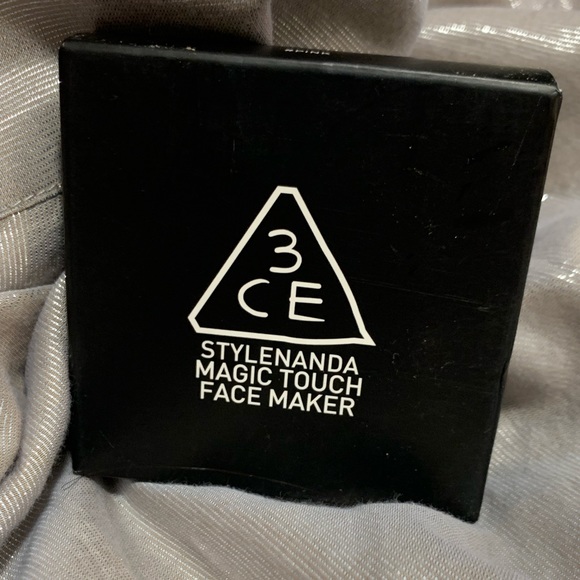 3
CE
STYLENANDA
MAGIC TOUCH
FACE MAKER